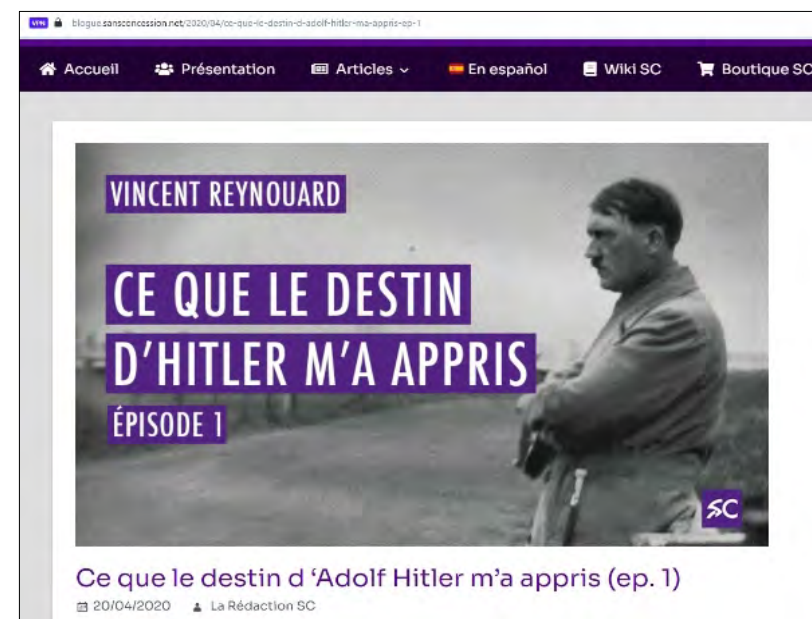 VPN blogue.sansconcession.net/2020/04/ce-que-le-destin-d-adolf-hitler-ma-appris-ep-1
Accueil Présentation Articles En español Wiki SC Boutique SC
VINCENT REYNOUARD
CE QUE LE DESTIN
D'HITLER M'A APPRIS
ÉPISODE 1
SC
Ce que le destin d ‘Adolf Hitler m’a appris (ep. 1)
20/04/2020 La Rédaction SC